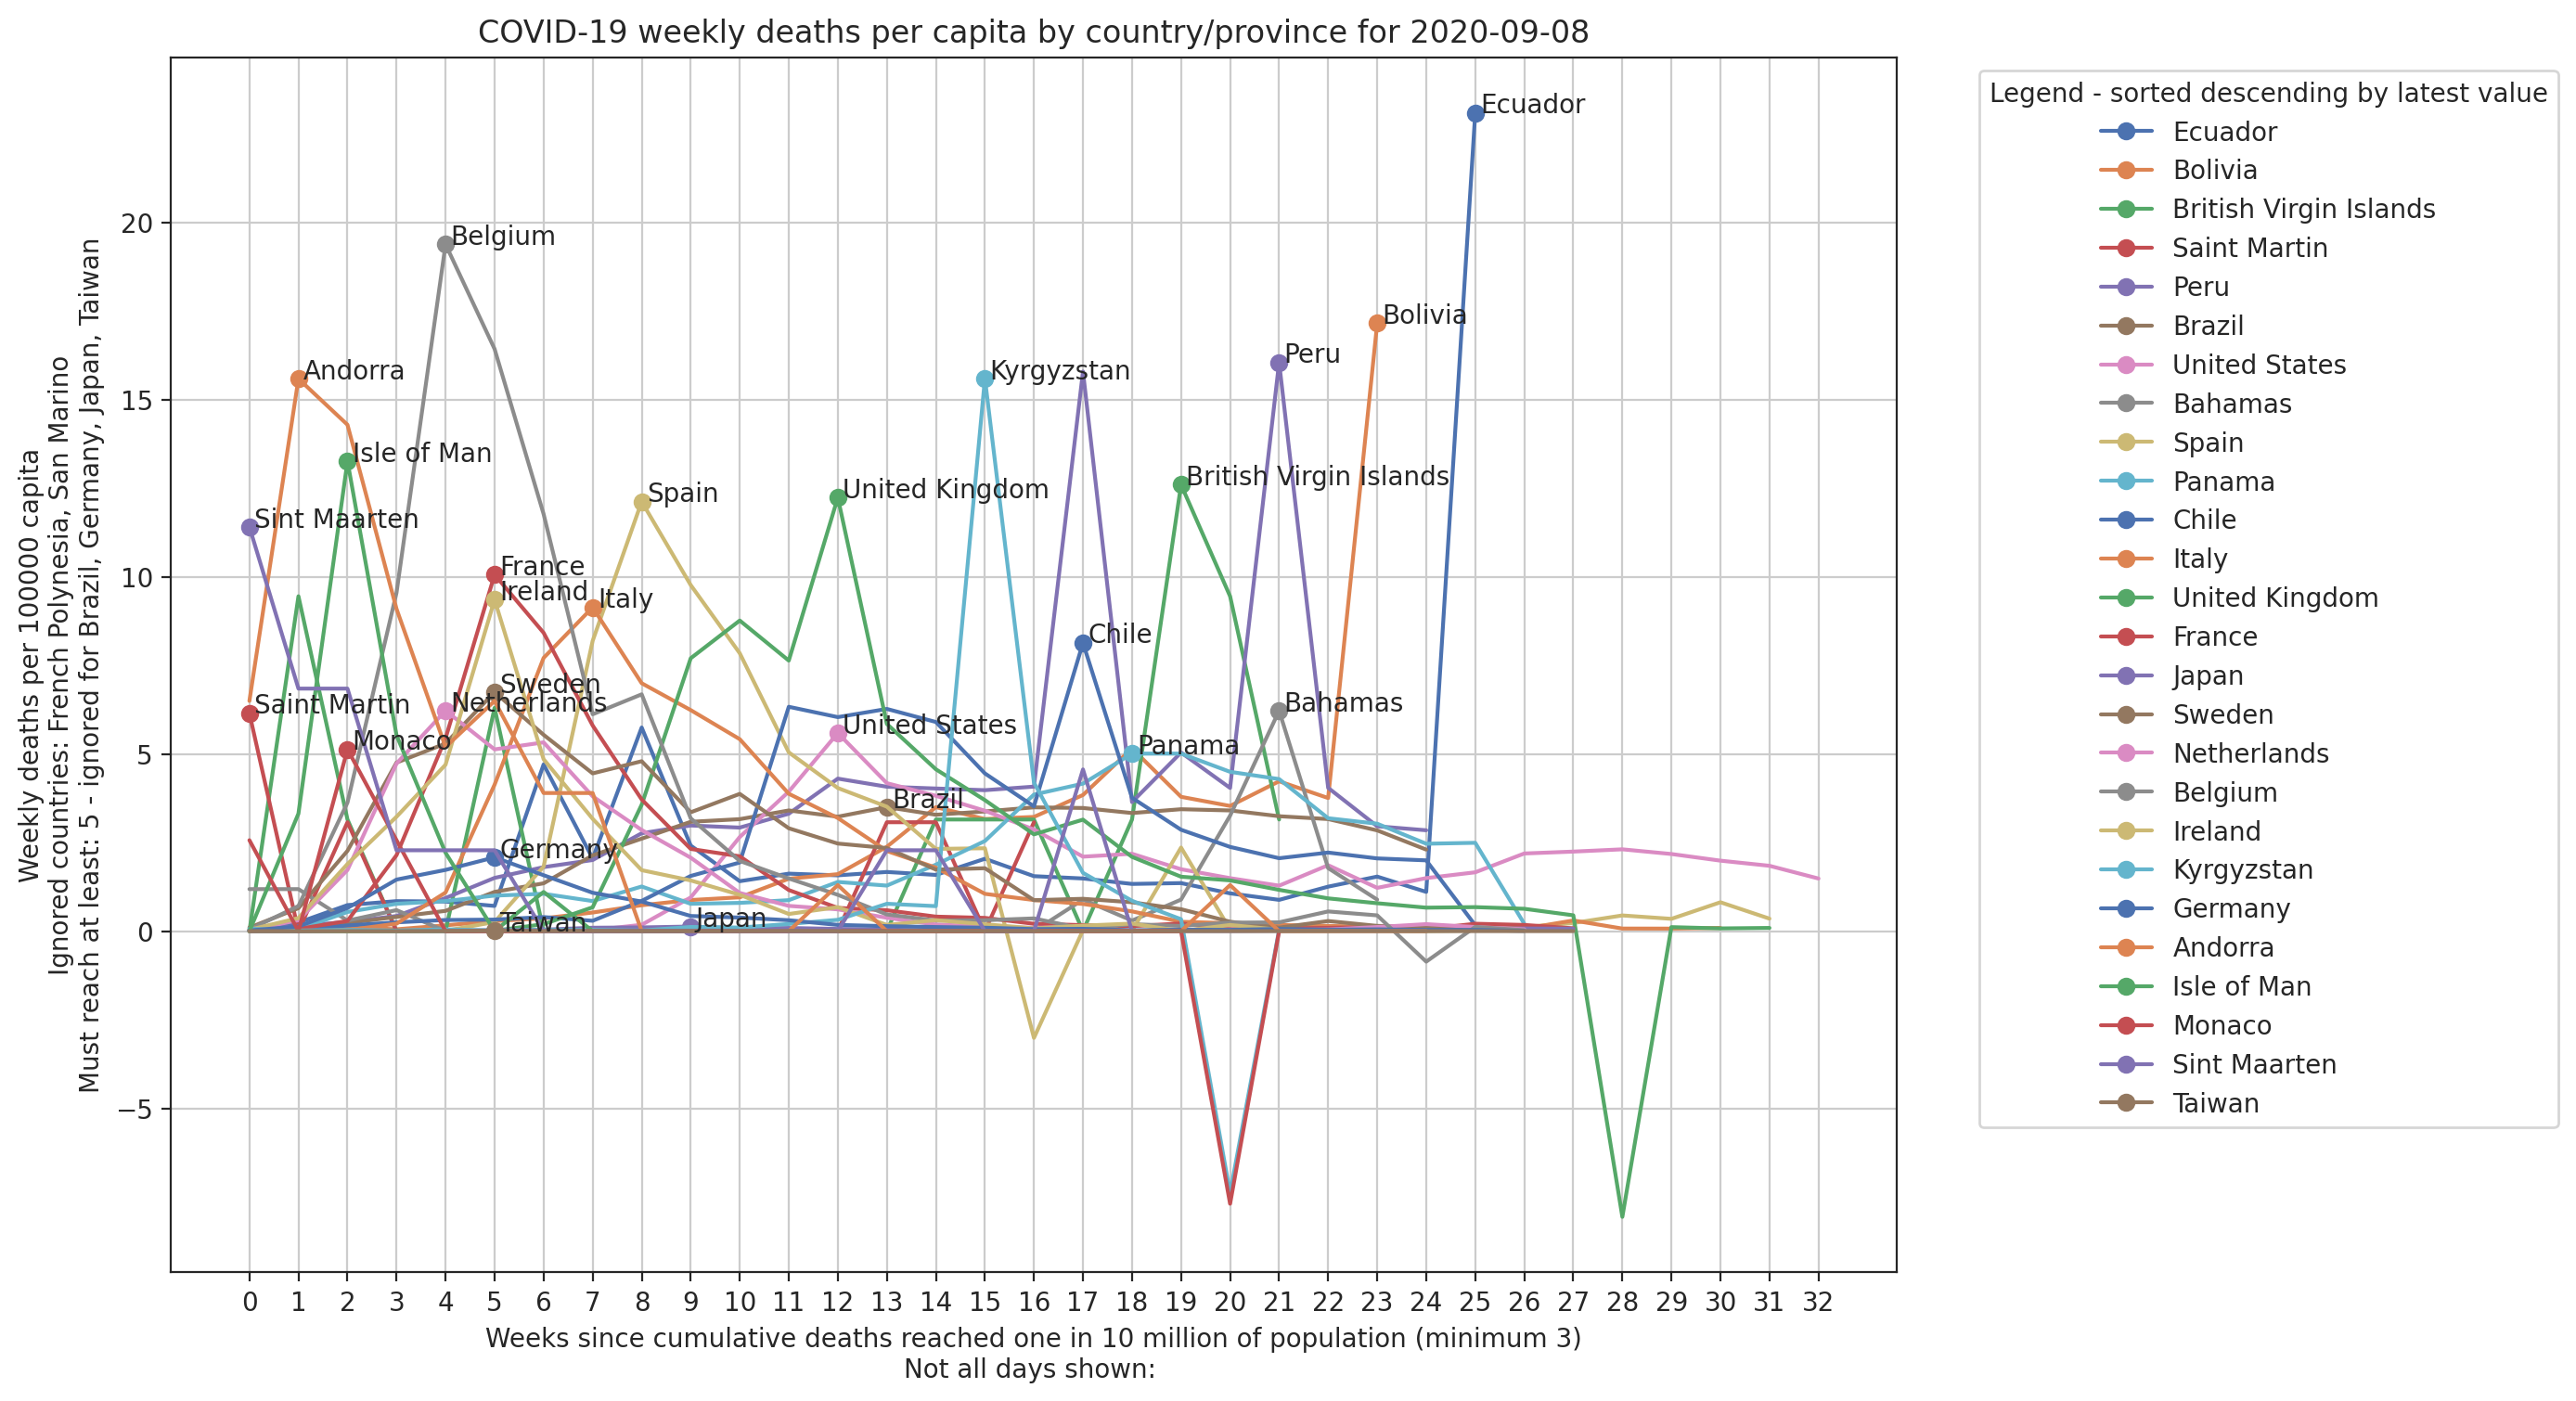 COVID-19 weekly deaths per capita by country/province for 2020-09-08
Weekly deaths per 100000 capita
Ignored countries: French Polynesia, San Marino
Must reach at least: 5 - ignored for Brazil, Germany, Japan, Taiwan
20
15
10
5
0
−5
Ecuador
Belgium
Bolivia
Peru
Andorra
Kyrgyzstan
Isle of Man
British Virgin Islands
Spain
United Kingdom
Sint Maarten
France
Ireland
Italy
Chile
Sweden
Netherlands
Saint Martin
Bahamas
United States
Monaco
Panama
Brazil
Germany
Japan
Taiwan
0 1 2 3 4 5 6 7 8 9 10 11 12 13 14 15 16 17 18 19 20 21 22 23 24 25 26 27 28 29 30 31 32
Weeks since cumulative deaths reached one in 10 million of population (minimum 3)
Not all days shown:
Legend - sorted descending by latest value
Ecuador
Bolivia
British Virgin Islands
Saint Martin
Peru
Brazil
United States
Bahamas
Spain
Panama
Chile
Italy
United Kingdom
France
Japan
Sweden
Netherlands
Belgium
Ireland
Kyrgyzstan
Germany
Andorra
Isle of Man
Monaco
Sint Maarten
Taiwan